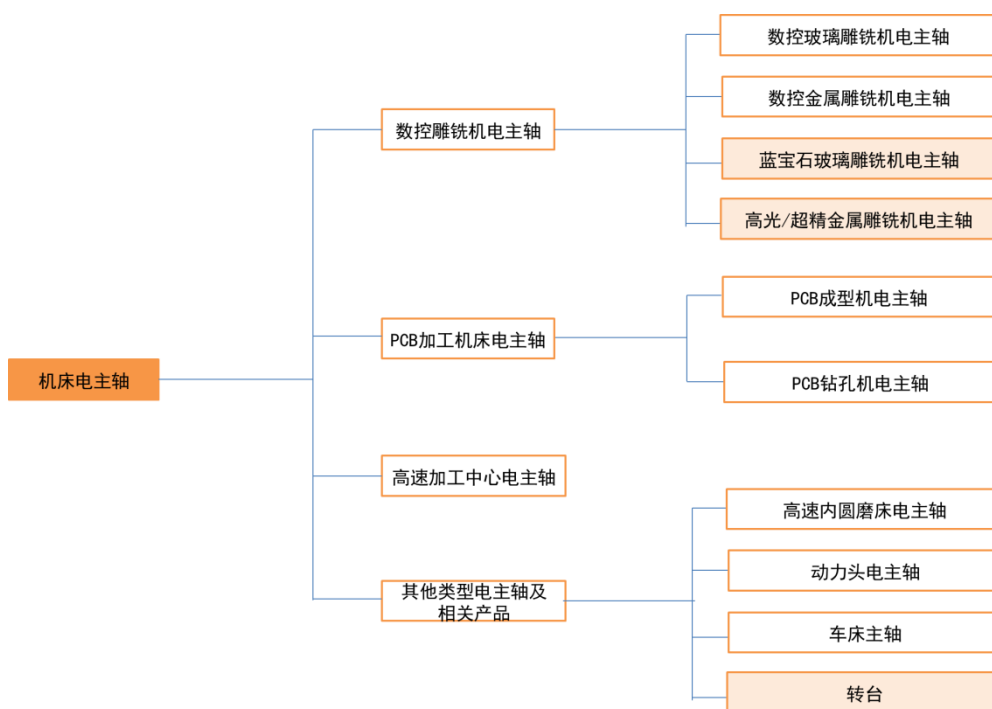 数控玻璃雕铣机电主轴
数控金属雕铣机电主轴
数控雕铣机电主轴
蓝宝石玻璃雕铣机电主轴
高光/超精金属雕铣机电主轴
PCB成型机电主轴
PCB加工机床电主轴
机床电主轴
PCB钻孔机电主轴
高速加工中心电主轴
高速内圆磨床电主轴
动力头电主轴
其他类型电主轴及
相关产品
车床主轴
转台